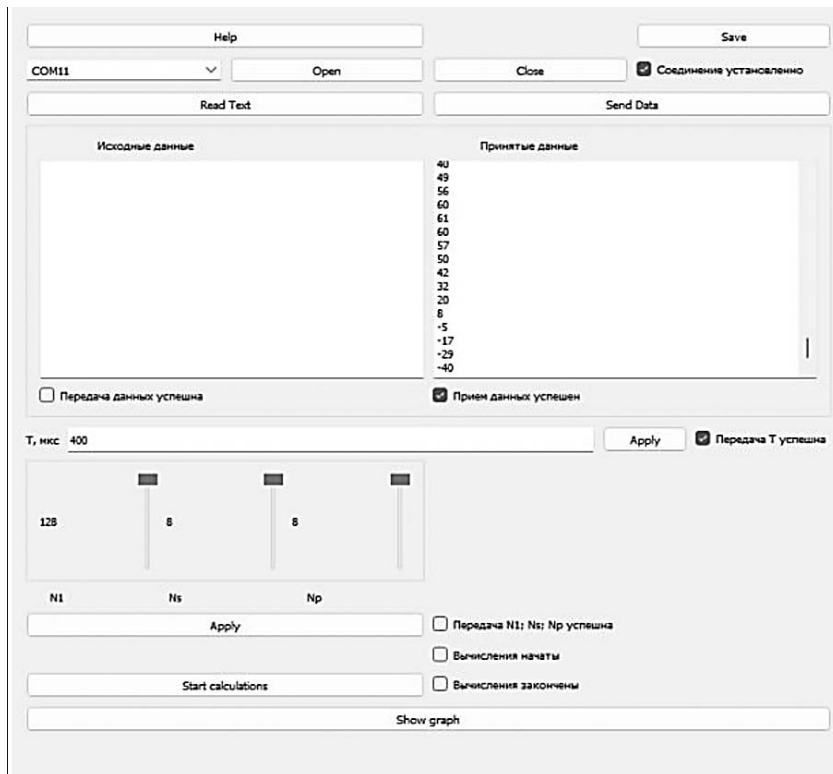 Help
Save
COM11
Open
Close
Соединение установленно
Read Text
Send Data
Исходные данные
Принятые данные
40
49
56
60
61
60
57
50
42
32
20
8
-5
-17
-29
-40
Передача данных успешна
Прием данных успешен
T, мкс
400
Apply
Передача T успешна
128
8
8
N1
Ns
Np
Apply
Передача N1; Ns; Np успешна
Вычисления начаты
Start calculations
Вычисления закончены
Show graph